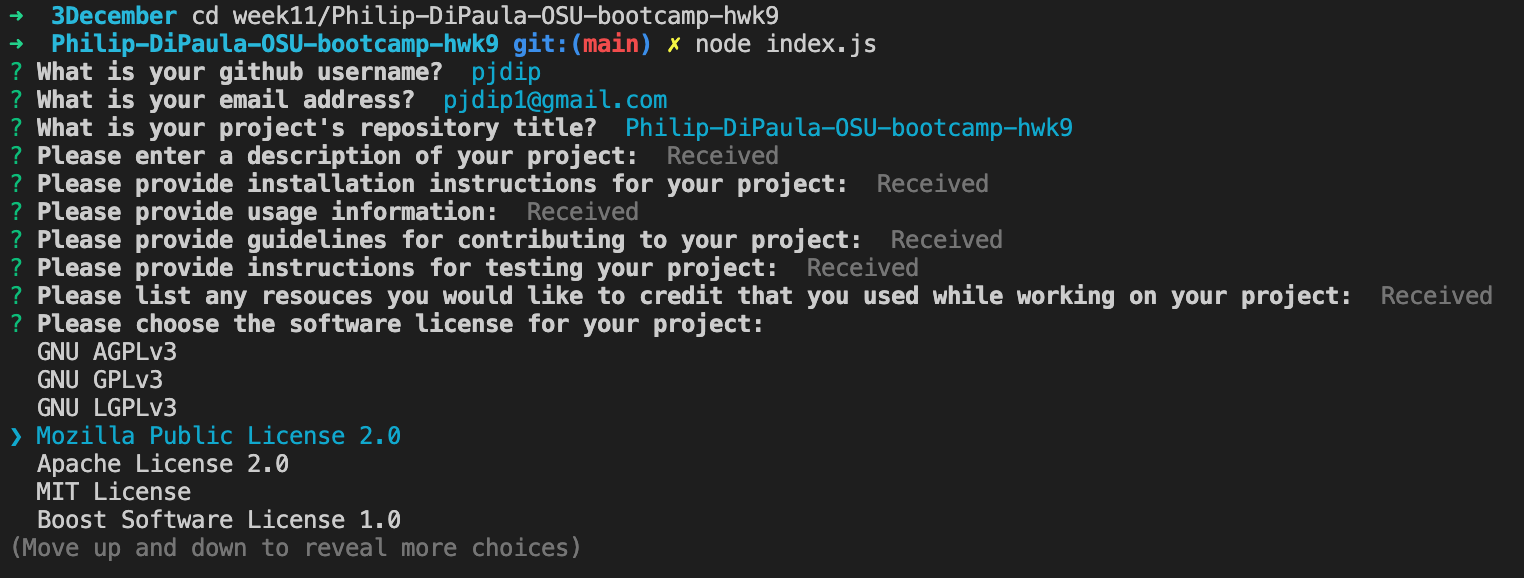 ➜ 3December cd week11/Philip-DiPaula-OSU-bootcamp-hwk9
➜ Philip-DiPaula-OSU-bootcamp-hwk9 git:(main) ✗ node index.js
? What is your github username? pjdip
? What is your email address? pjdip1@gmail.com
? What is your project's repository title? Philip-DiPaula-OSU-bootcamp-hwk9
? Please enter a description of your project: Received
? Please provide installation instructions for your project: Received
? Please provide usage information: Received
? Please provide guidelines for contributing to your project: Received
? Please provide instructions for testing your project: Received
? Please list any resouces you would like to credit that you used while working on your project: Received
? Please choose the software license for your project:
GNU AGPLv3
GNU GPLv3
GNU LGPLv3
❯ Mozilla Public License 2.0
Apache License 2.0
MIT License
Boost Software License 1.0
(Move up and down to reveal more choices)